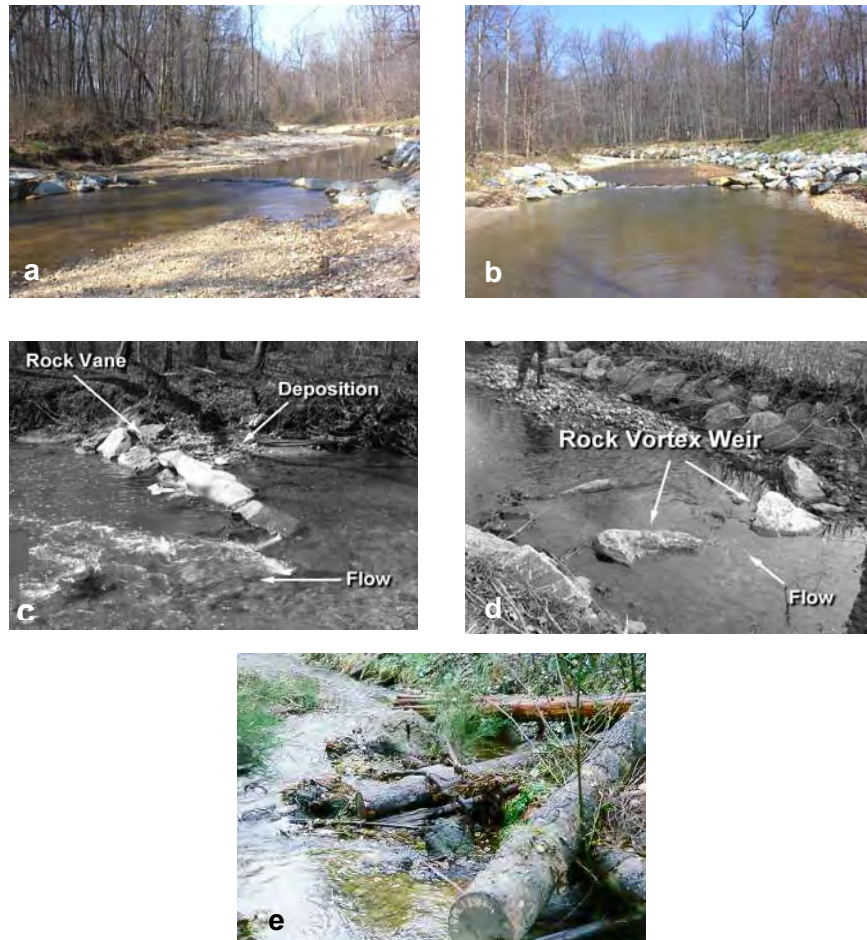 a
b
Rock Vane
Deposition
Flow
c
Rock Vortex Weir
Flow
d
e